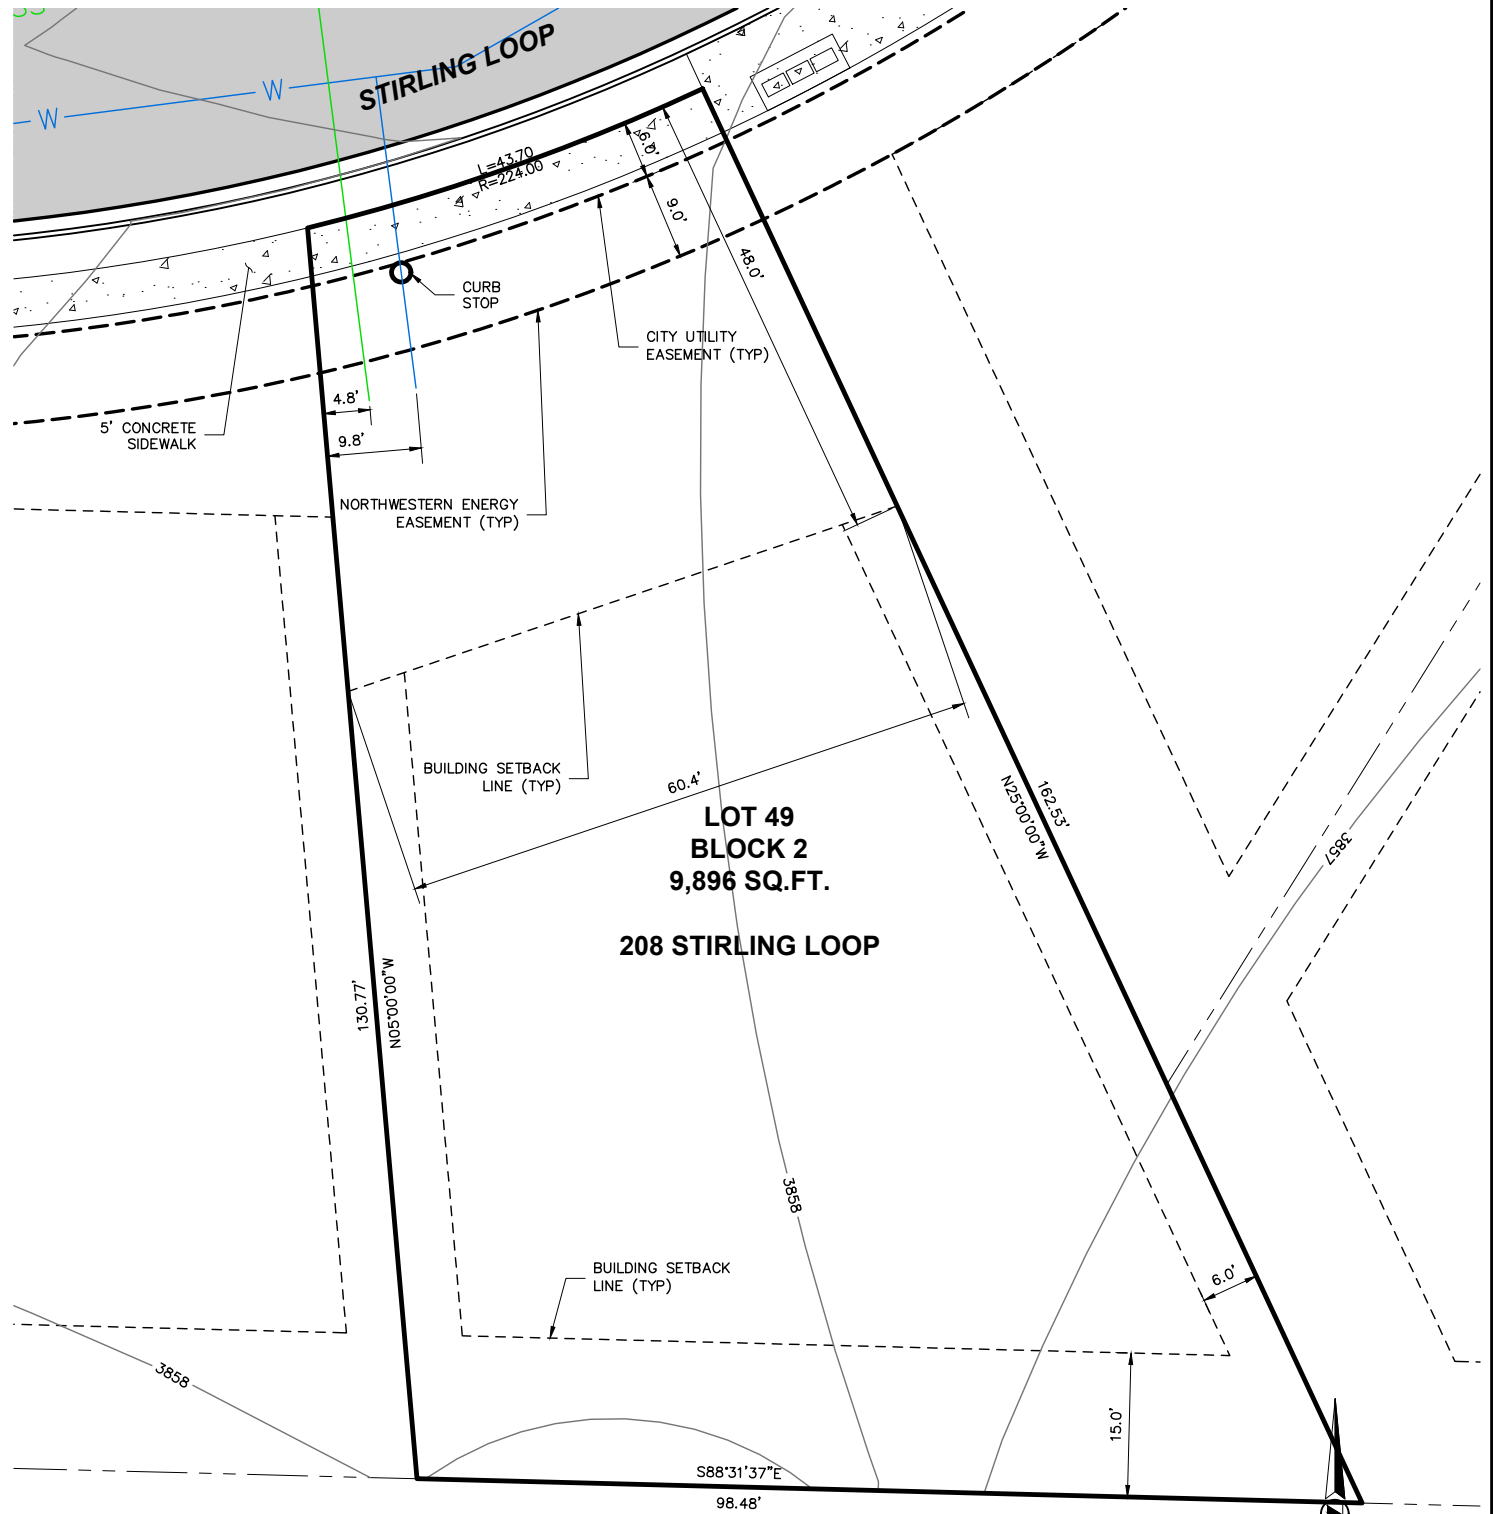 STIRLING LOOP
W
W
L=43.70
R=224.00
6.0'
9.0'
48.0'
CURB
STOP
CITY UTILITY
EASEMENT (TYP)
4.8'
9.8'
5' CONCRETE
SIDEWALK
NORTHWESTERN ENERGY
EASEMENT (TYP)
BUILDING SETBACK
LINE (TYP)
60.4'
LOT 49
BLOCK 2
9,896 SQ.FT.
208 STIRLING LOOP
162.53'
N25°00'00"W
3857
130.77'
N05°00'00"W
3858
BUILDING SETBACK
LINE (TYP)
6.0'
3858
15.0'
S88°31'37"E
98.48'